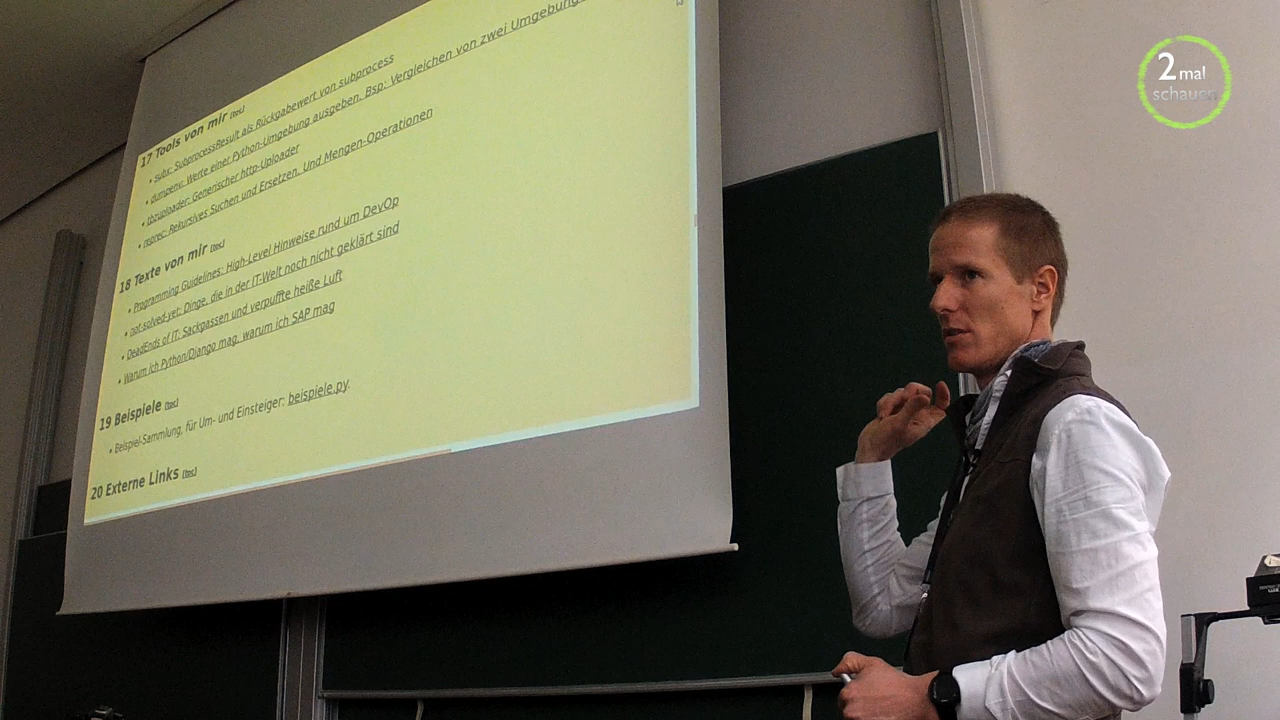 17 Tools von mir [toc]
• subx: SubprocessResult als Rückgabewert von subprocess
• dumpenv: Werte einer Python-Umgebung ausgeben. Bsp: Vergleichen von zwei Umgebung
• tbzuploader: Generischer http-Uploader
• reprec: Rekursives Suchen und Ersetzen. Und Mengen-Operationen
18 Texte von mir [toc]
• Programming Guidelines: High-Level Hinweise rund um DevOp
• not-solved-yet: Dinge, die in der IT-Welt noch nicht geklärt sind
• DeadEnds of IT: Sackgassen und verpuffte heiße Luft
• Warum ich Python/Django mag, warum ich SAP mag
19 Beispiele [toc]
• Beispiel-Sammlung, für Um- und Einsteiger: beispiele.py.
20 Externe Links [toc]
2 mal
schauen